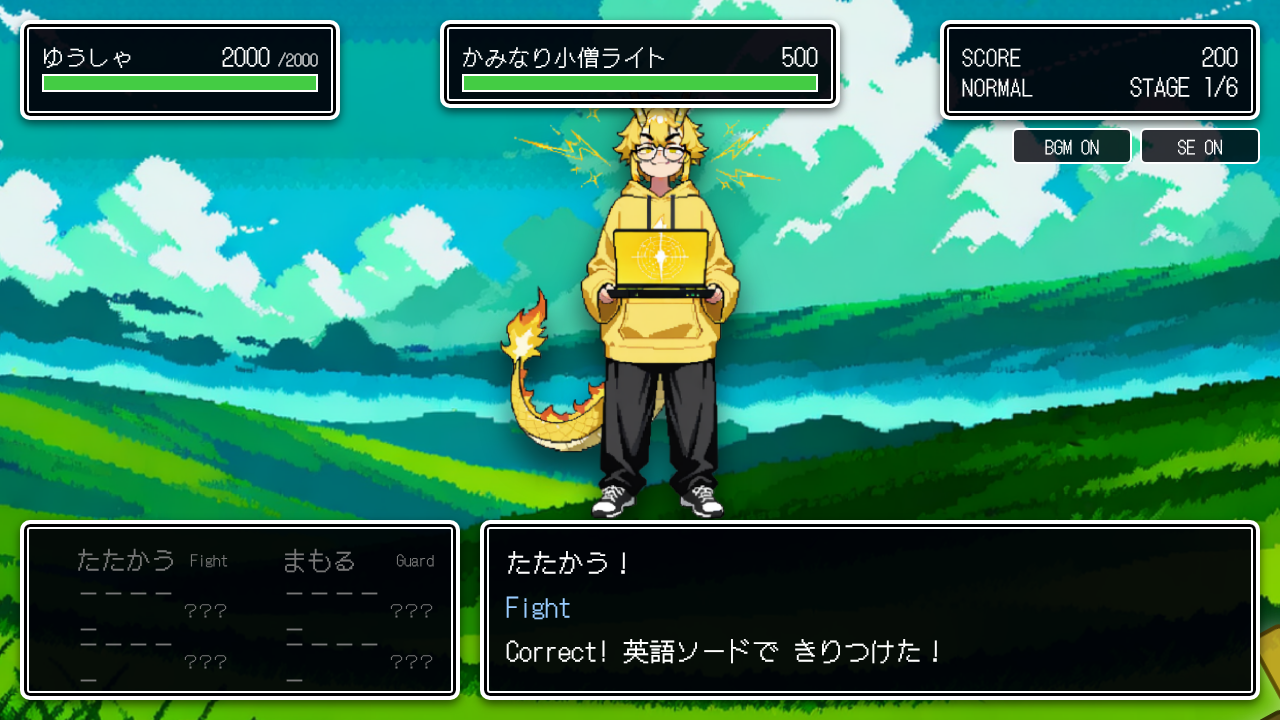 ゆうしゃ 2000 /2000
かみなり小僧ライト 500
SCORE 200
NORMAL STAGE 1/6
BGM ON SE ON
たたかう Fight まもる Guard
ーーーーー ??? ーーーーー ???
ーーーーー ??? ーーーーー ???
たたかう！
Fight
Correct! 英語ソードで きりつけた！